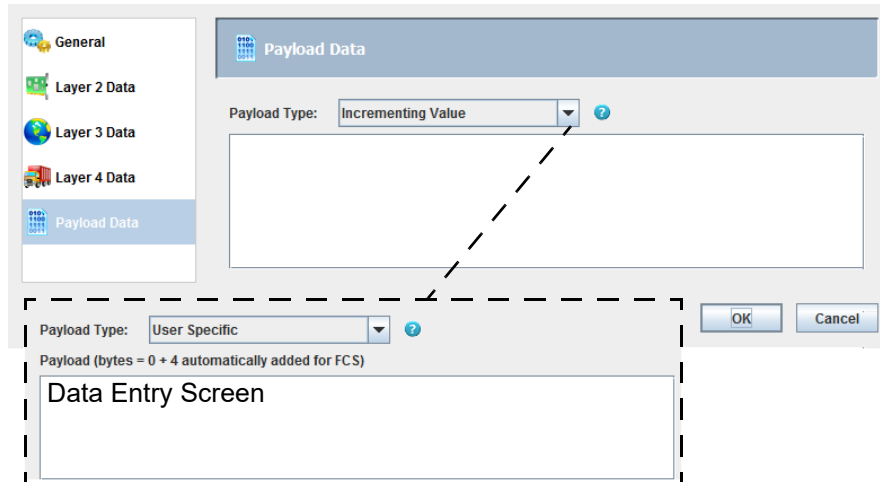 General
Layer 2 Data
Layer 3 Data
Layer 4 Data
Payload Data
Payload Data
Payload Type: Incrementing Value
OK Cancel
Payload Type: User Specific
Payload (bytes = 0 + 4 automatically added for FCS)
Data Entry Screen